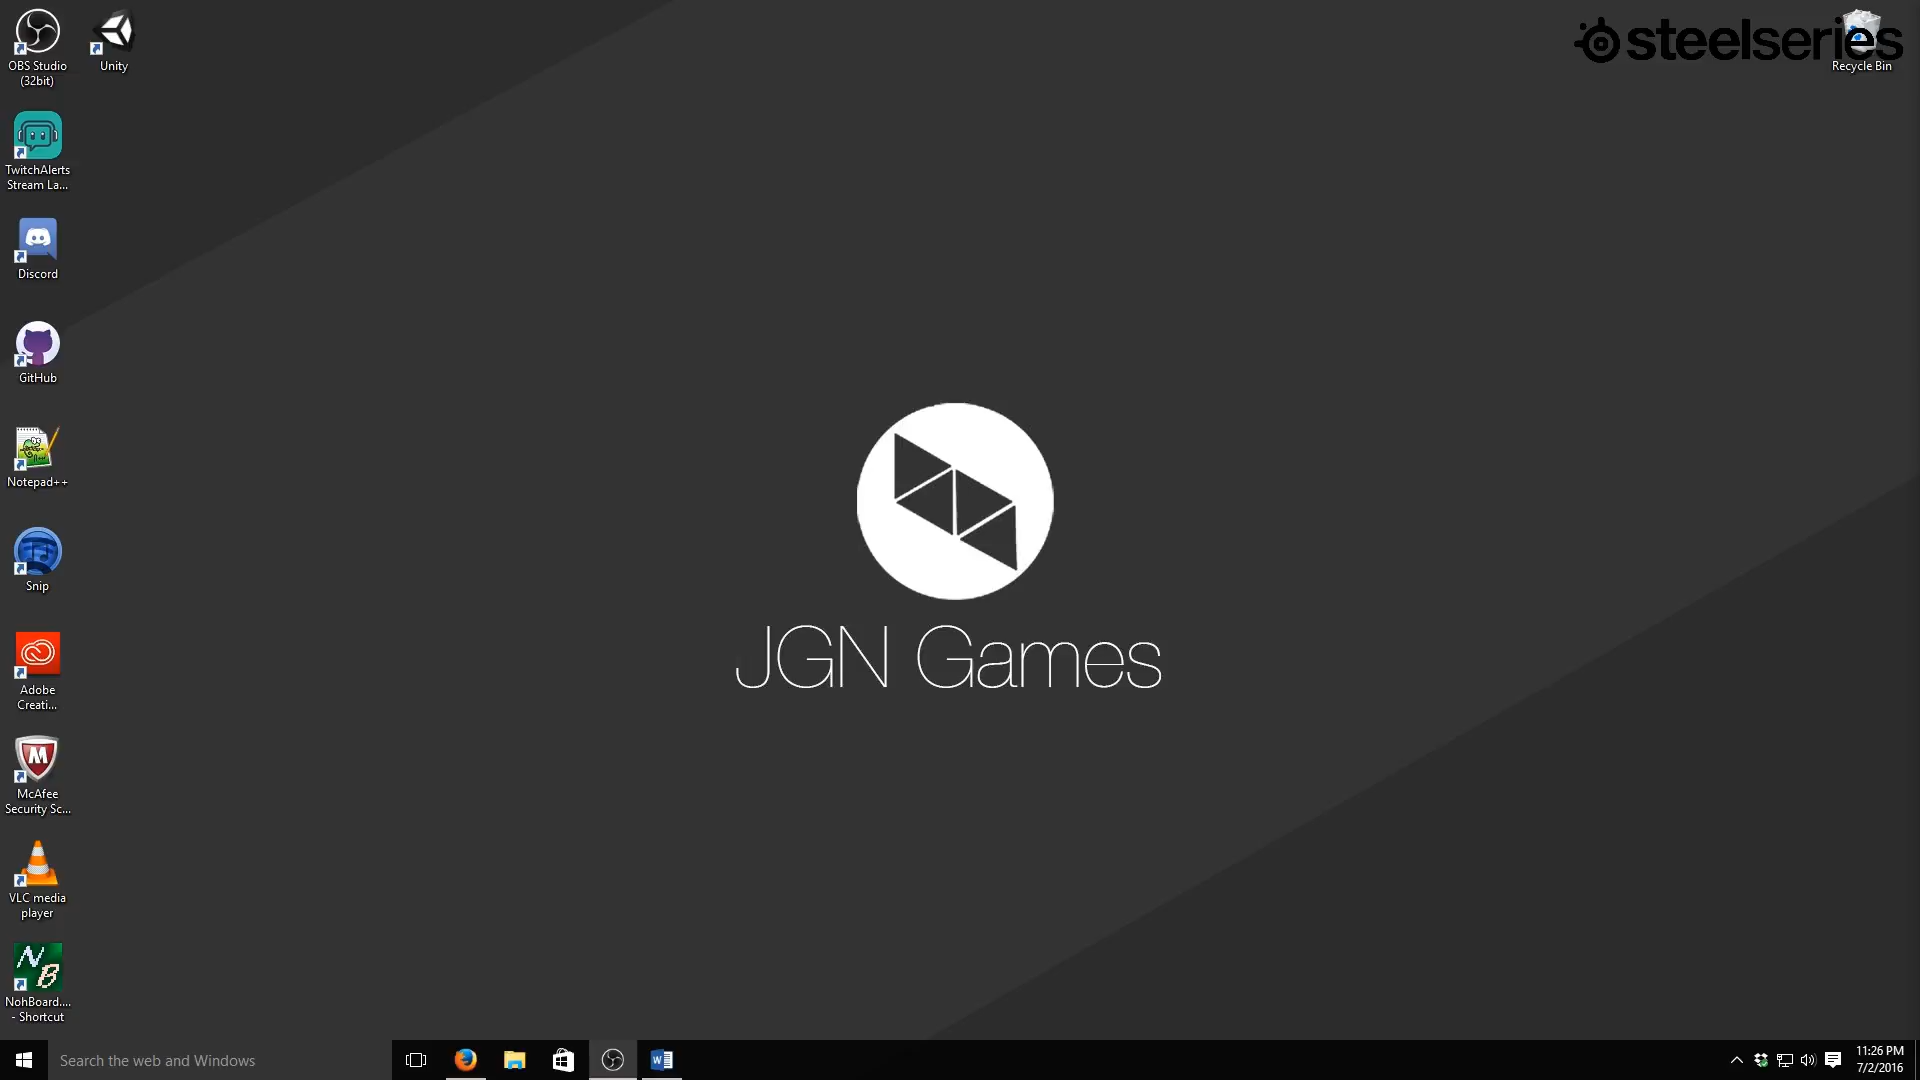 OBS Studio
(32bit)
Unity
steelseries
Recycle Bin
TwitchAlerts
Stream La...
Discord
GitHub
Notepad++
Snip
Adobe
Creati...
McAfee
Security Sc...
VLC media
player
NohBoard....
- Shortcut
JGN Games
Search the web and Windows
11:26 PM
7/2/2016